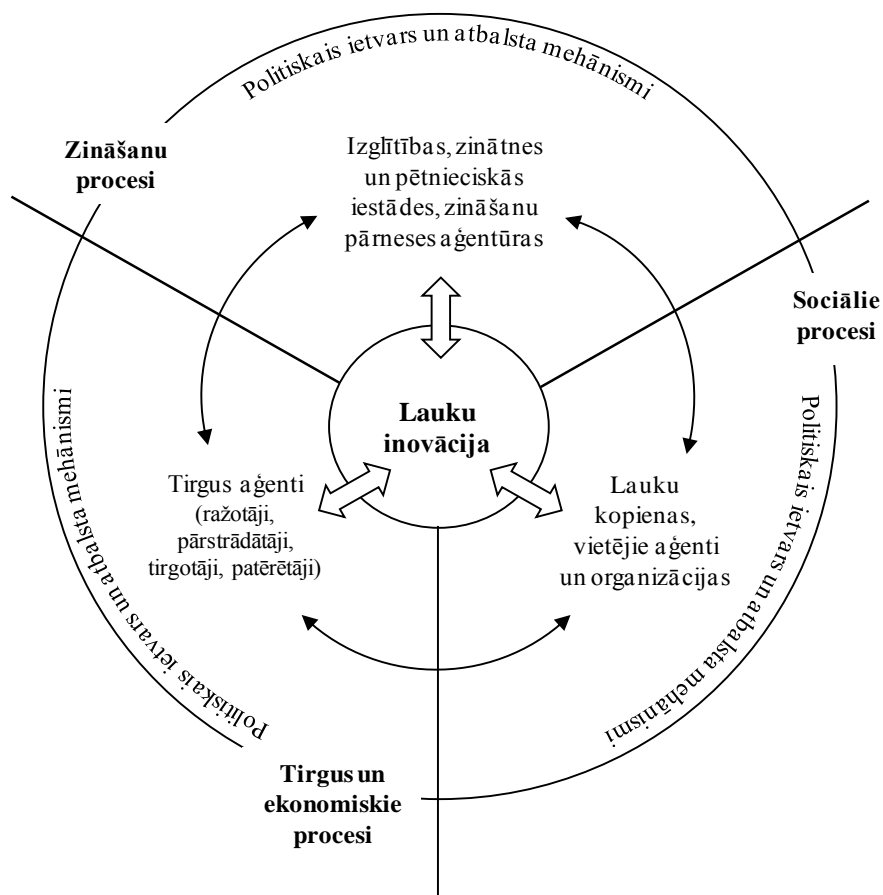 Politiskais ietvars un atbalsta mehānismi
Zināšanu
procesi
Izglītības, zinātnes
un pētnieciskās
iestādes, zināšanu
pārneses aģentūras
Sociālie
procesi
Lauku
inovācija
Politiskais ietvars un atbalsta mehānismi
Tirgus aģenti
(ražotāji,
pārstrādātāji,
tirgotāji, patērētāji)
Lauku
kopienas,
vietējie aģenti
un organizācijas
Politiskais ietvars un atbalsta mehānismi
Tirgus un
ekonomiskie
procesi